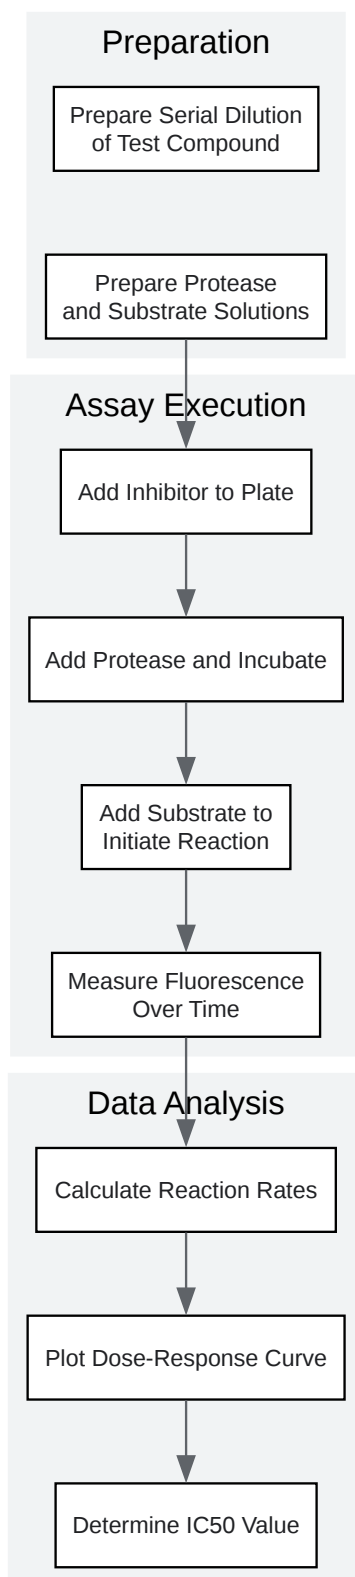 Preparation
Prepare Serial Dilution
of Test Compound
Prepare Protease
and Substrate Solutions
Assay Execution
Add Inhibitor to Plate
Add Protease and Incubate
Add Substrate to
Initiate Reaction
Measure Fluorescence
Over Time
Data Analysis
Calculate Reaction Rates
Plot Dose-Response Curve
Determine IC50 Value